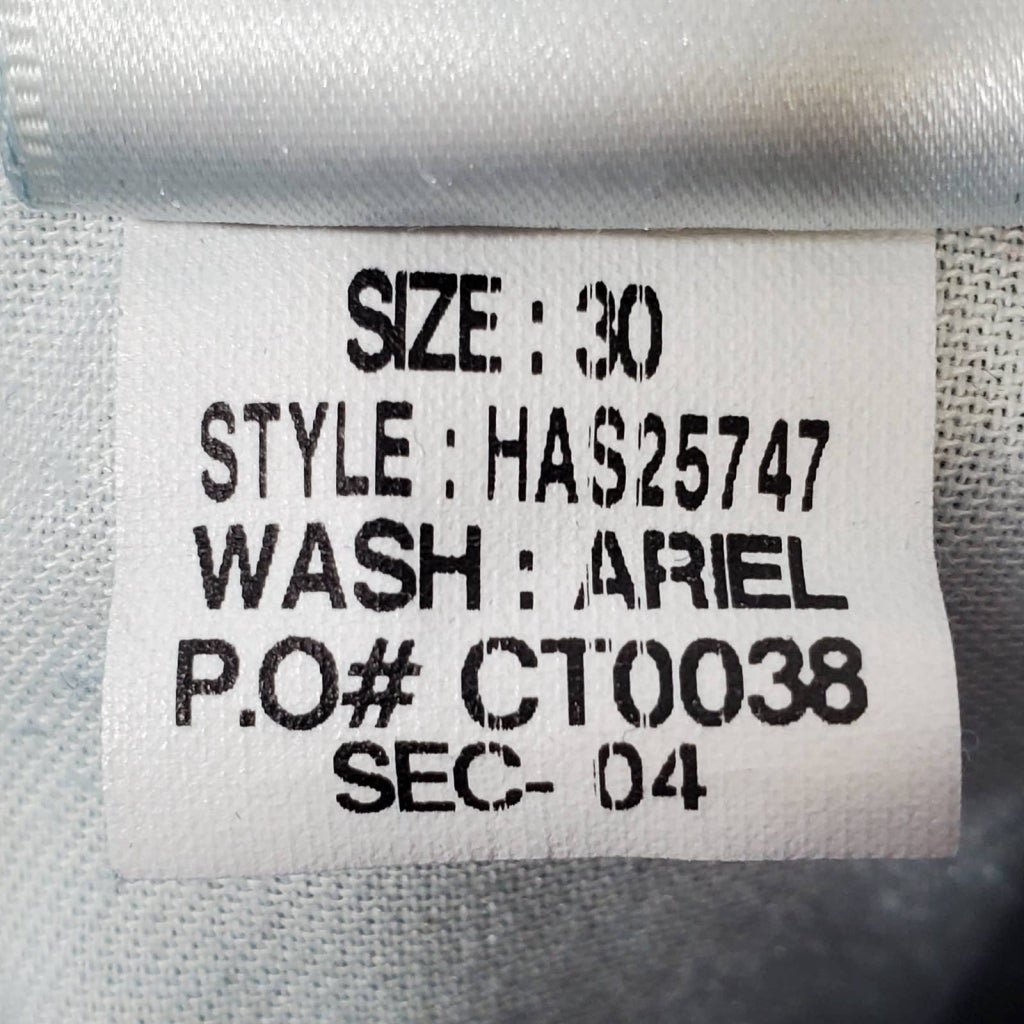 SIZE : 30
STYLE : HAS25747
WASH : ARIEL
P.O# CT0038
SEC- 04